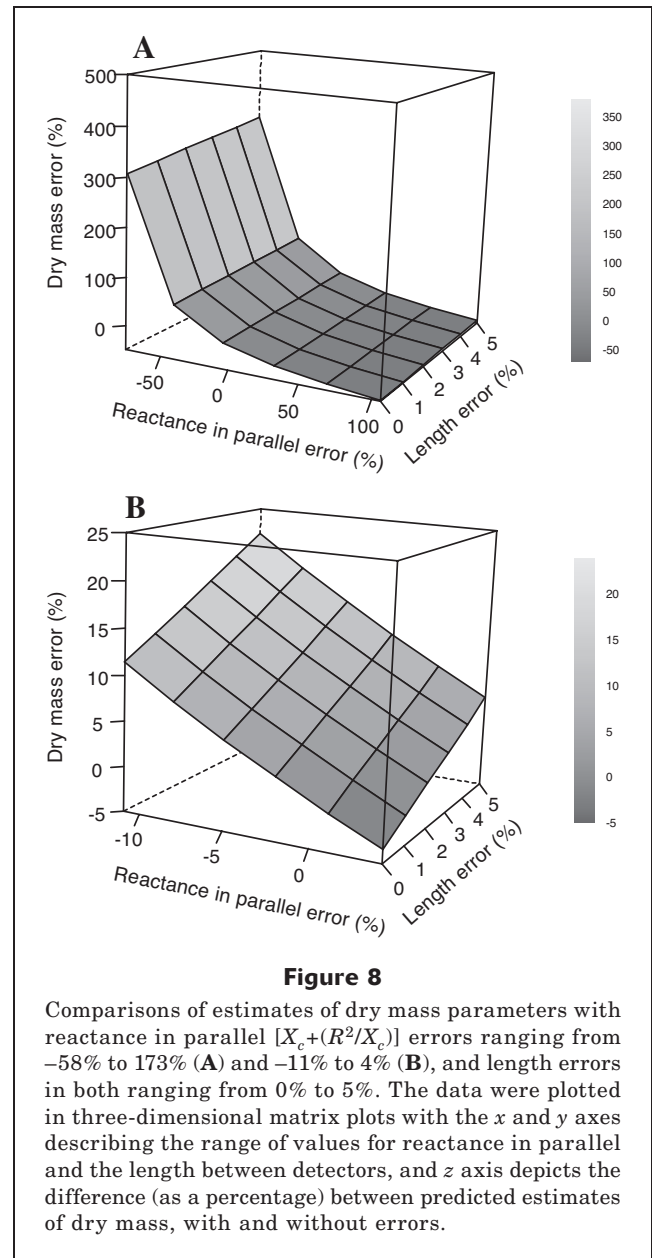 A
500
400
300
200
100
0
Dry mass error (%)
-50
0
50
100
Reactance in parallel error (%)
0
1
2
3
4
5
Length error (%)
350
300
250
200
150
100
50
0
-50
B
25
20
15
10
5
0
-5
Dry mass error (%)
-10
-5
0
Reactance in parallel error (%)
0
1
2
3
4
5
Length error (%)
20
15
10
5
0
-5
Figure 8
Comparisons of estimates of dry mass parameters with
reactance in parallel [Xc+(R²/Xc)] errors ranging from
–58% to 173% (A) and –11% to 4% (B), and length errors
in both ranging from 0% to 5%. The data were plotted
in three-dimensional matrix plots with the x and y axes
describing the range of values for reactance in parallel
and the length between detectors, and z axis depicts the
difference (as a percentage) between predicted estimates
of dry mass, with and without errors.